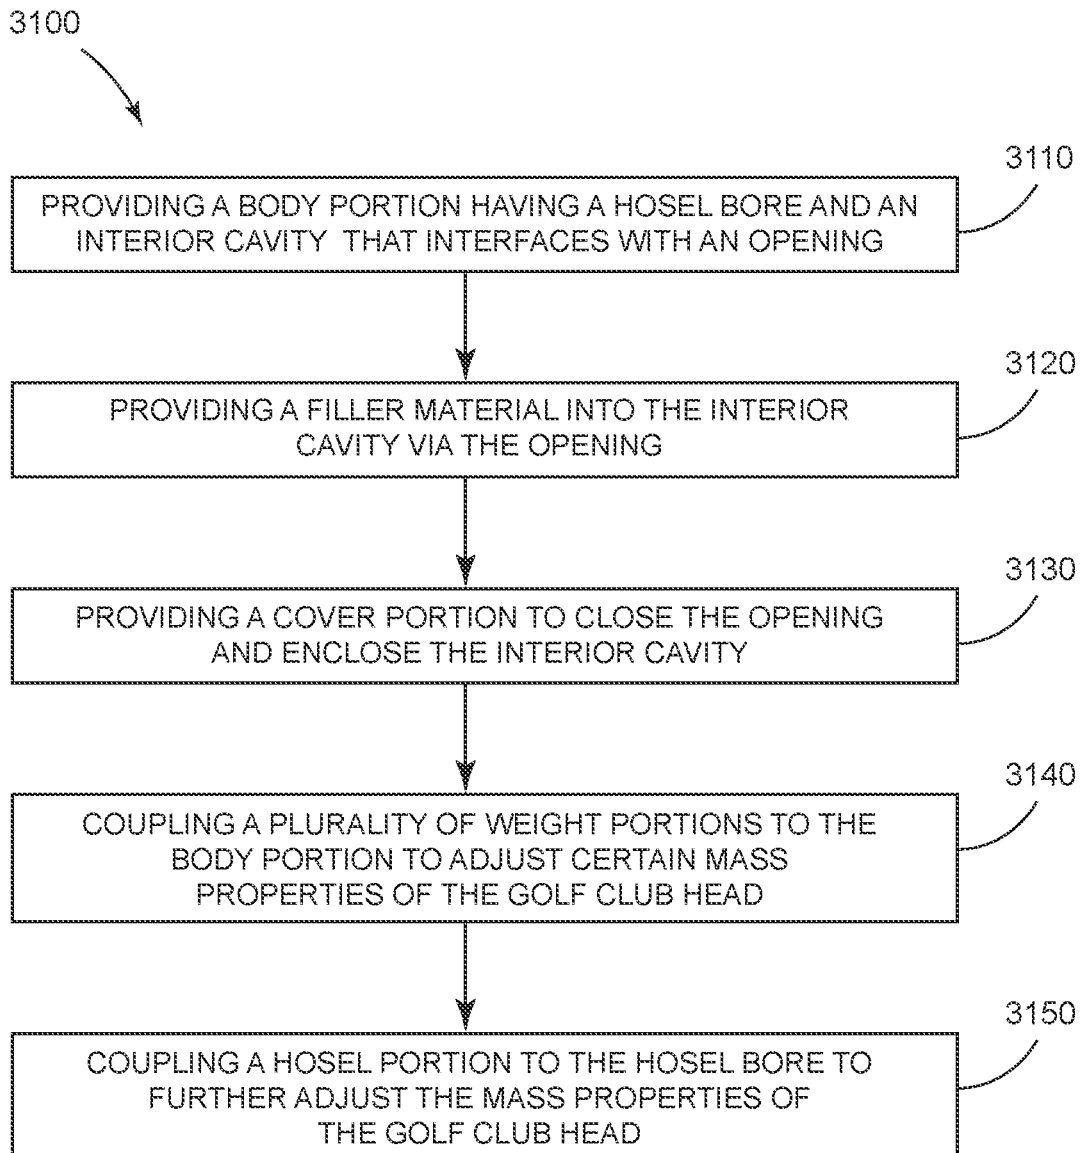 3100
3110
PROVIDING A BODY PORTION HAVING A HOSEL BORE AND AN
INTERIOR CAVITY THAT INTERFACES WITH AN OPENING
3120
PROVIDING A FILLER MATERIAL INTO THE INTERIOR
CAVITY VIA THE OPENING
3130
PROVIDING A COVER PORTION TO CLOSE THE OPENING
AND ENCLOSE THE INTERIOR CAVITY
3140
COUPLING A PLURALITY OF WEIGHT PORTIONS TO THE
BODY PORTION TO ADJUST CERTAIN MASS
PROPERTIES OF THE GOLF CLUB HEAD
3150
COUPLING A HOSEL PORTION TO THE HOSEL BORE TO
FURTHER ADJUST THE MASS PROPERTIES OF
THE GOLF CLUB HEAD